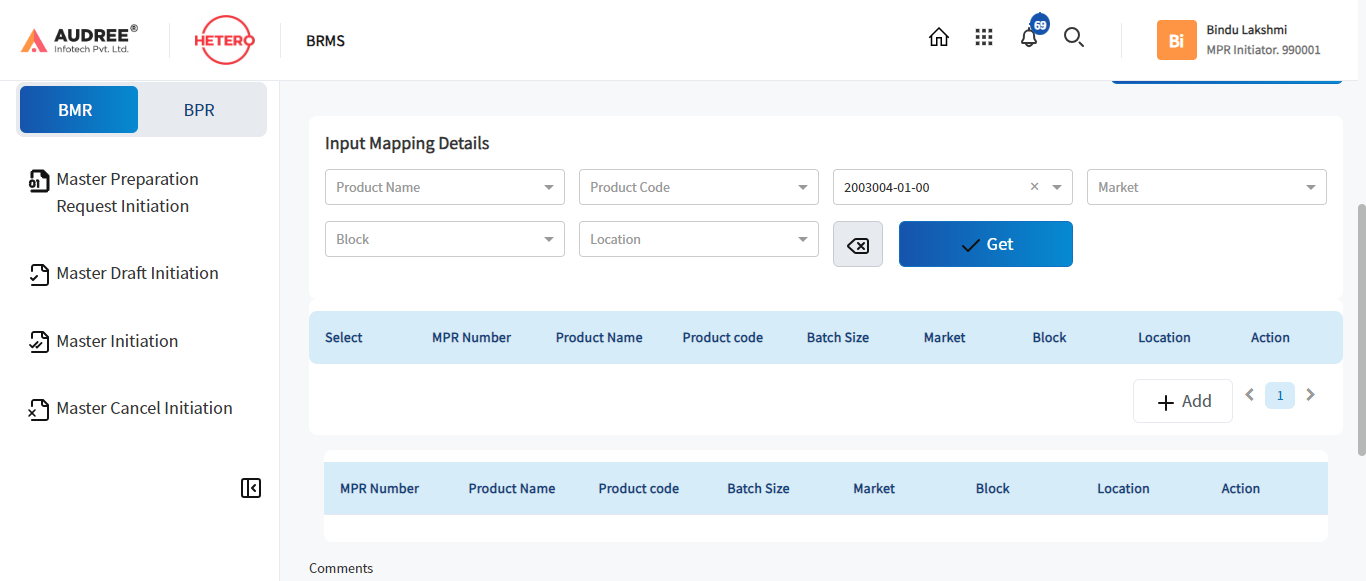 AUDREE®
Infotech Pvt. Ltd.
HETERO
BRMS
69
Bi
Bindu Lakshmi
MPR Initiator. 990001
BMR
BPR
Master Preparation
Request Initiation
Master Draft Initiation
Master Initiation
Master Cancel Initiation
Input Mapping Details
Product Name
Product Code
2003004-01-00
×
Market
Block
Location
Get
Select MPR Number Product Name Product code Batch Size Market Block Location Action
Add
1
MPR Number Product Name Product code Batch Size Market Block Location Action
Comments